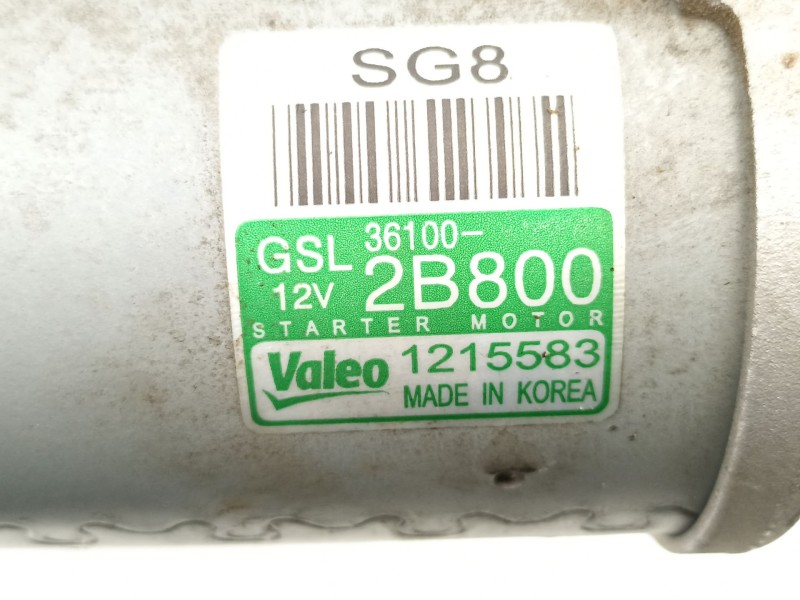 SG8
GSL 36100-
12V 2B800
STARTER MOTOR
Valeo 1215583
MADE IN KOREA